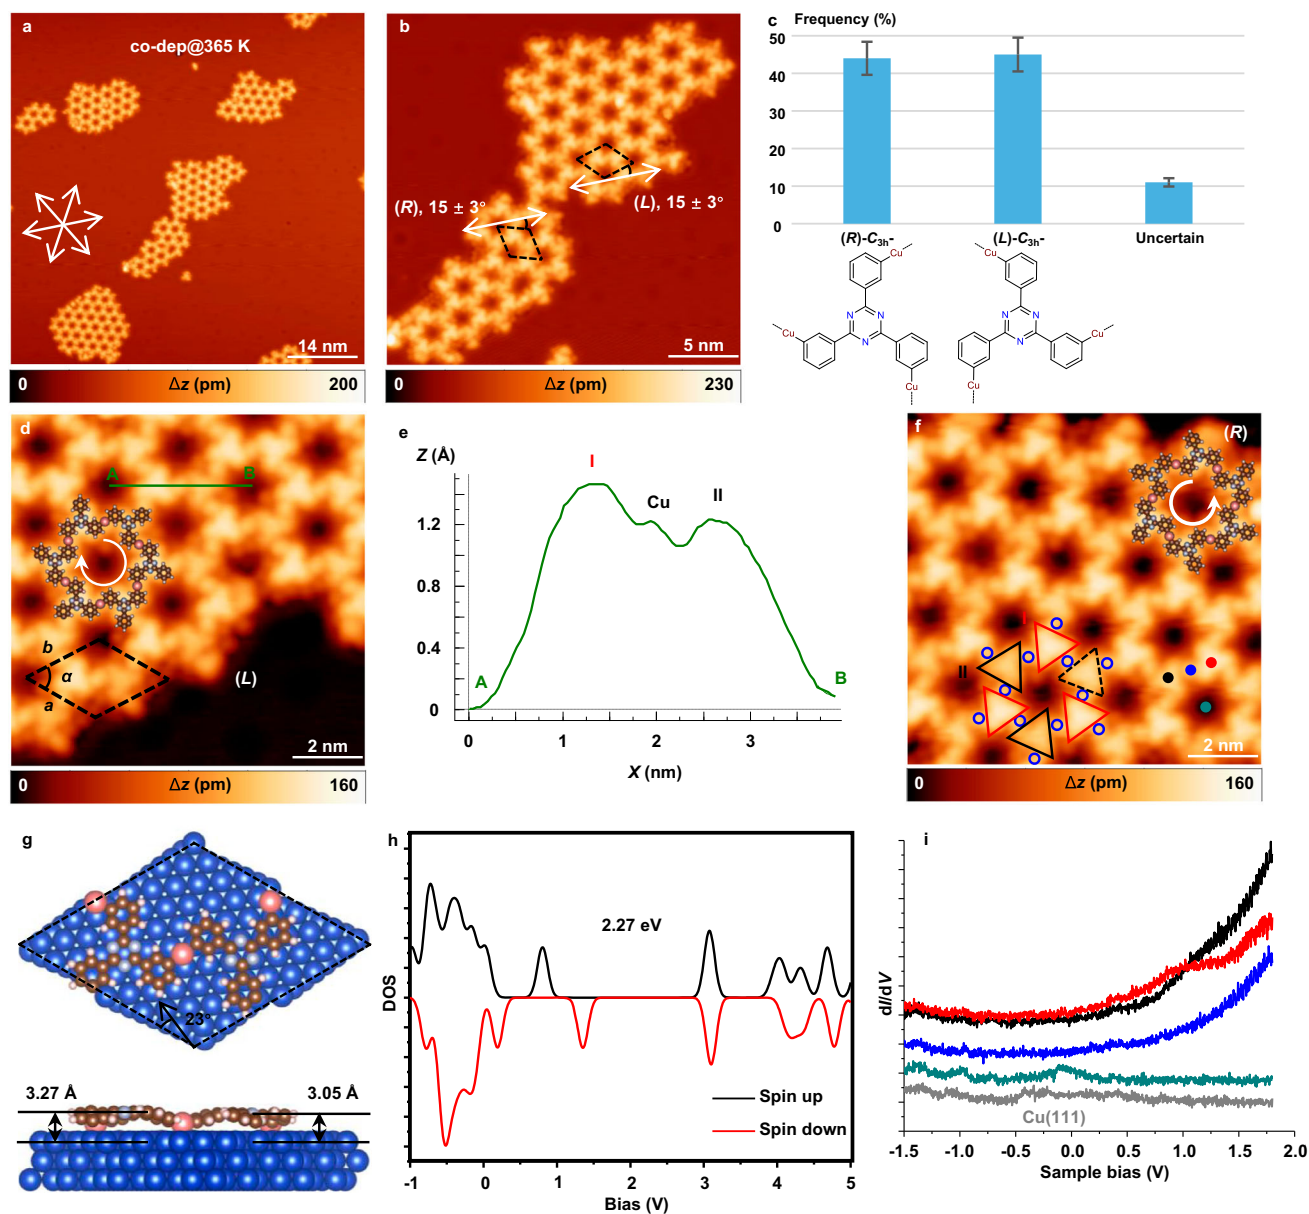 a
co-dep@365 K
14 nm
0 Δz (pm) 200
b
(R), 15 ± 3°
(L), 15 ± 3°
5 nm
0 Δz (pm) 230
c Frequency (%)
50
40
30
20
10
0
(R)-C3h- (L)-C3h- Uncertain
Cu Cu
N N N N
Cu N N Cu
Cu Cu
d
A B
b
α
a
(L)
2 nm
0 Δz (pm) 160
e
Z (Å)
I
Cu II
1.2
0.8
0.4
0
A B
0 1 2 3
X (nm)
f
(R)
I
II
2 nm
0 Δz (pm) 160
g
23°
3.27 Å 3.05 Å
h
2.27 eV
DOS
Spin up
Spin down
-1 0 1 2 3 4 5
Bias (V)
i
dI/dV
Cu(111)
-1.5 -1.0 -0.5 0.0 0.5 1.0 1.5 2.0
Sample bias (V)